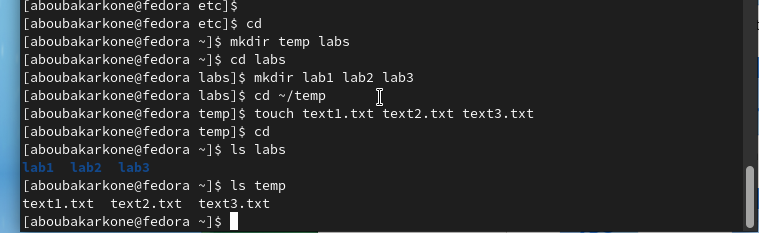 [aboubakarkone@fedora etc]$
[aboubakarkone@fedora etc]$ cd
[aboubakarkone@fedora ~]$ mkdir temp labs
[aboubakarkone@fedora ~]$ cd labs
[aboubakarkone@fedora labs]$ mkdir lab1 lab2 lab3
[aboubakarkone@fedora labs]$ cd ~/temp
[aboubakarkone@fedora temp]$ touch text1.txt text2.txt text3.txt
[aboubakarkone@fedora temp]$ cd
[aboubakarkone@fedora ~]$ ls labs
lab1  lab2  lab3
[aboubakarkone@fedora ~]$ ls temp
text1.txt  text2.txt  text3.txt
[aboubakarkone@fedora ~]$